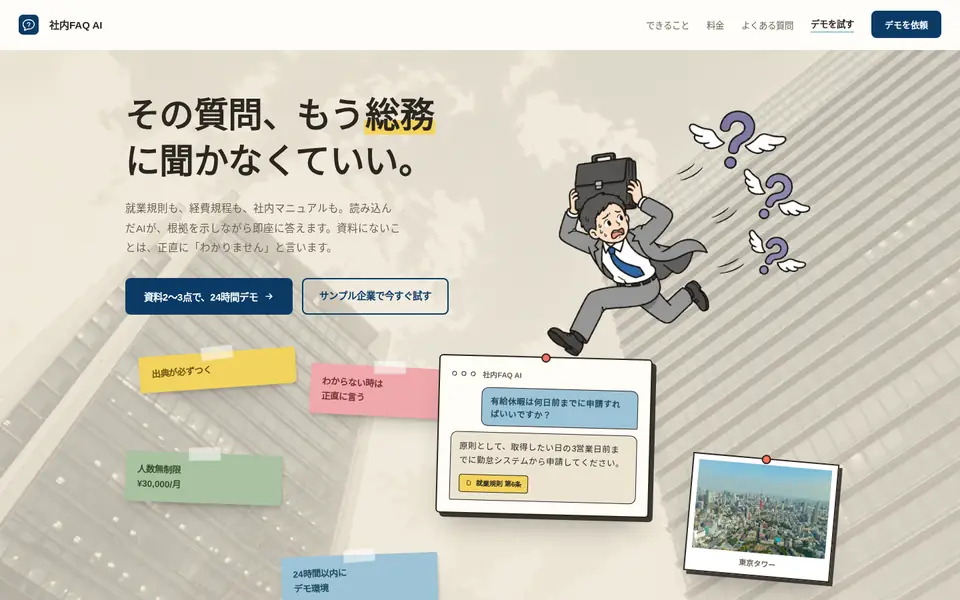 社内FAQ AI
できること
料金
よくある質問
デモを試す
デモを依頼
その質問、もう総務
に聞かなくていい。
就業規則も、経費規程も、社内マニュアルも。読み込ん
だAIが、根拠を示しながら即座に答えます。資料にないこ
とは、正直に「わかりません」と言います。
資料2〜3点で、24時間デモ →
サンプル企業で今すぐ試す
出典が必ずつく
わからない時は
正直に言う
社内FAQ AI
有給休暇は何日前までに申請すれ
ばいいですか？
原則として、取得したい日の3営業日前ま
でに勤怠システムから申請してください。
就業規則 第6条
人数無制限
¥30,000/月
東京タワー
24時間以内に
デモ環境